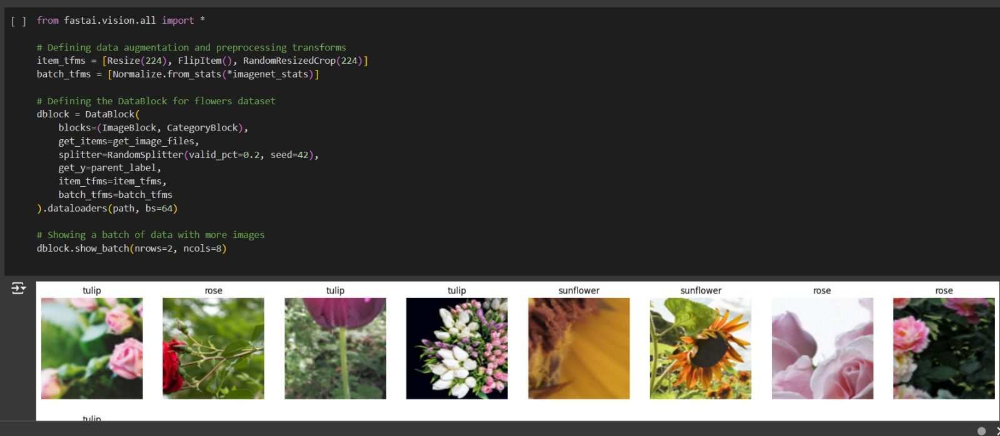 [ ] from fastai.vision.all import *
# Defining data augmentation and preprocessing transforms
item_tfms = [Resize(224), FlipItem(), RandomResizedCrop(224)]
batch_tfms = [Normalize.from_stats(*imagenet_stats)]
# Defining the DataBlock for flowers dataset
dblock = DataBlock(
blocks=(ImageBlock, CategoryBlock),
get_items=get_image_files,
splitter=RandomSplitter(valid_pct=0.2, seed=42),
get_y=parent_label,
item_tfms=item_tfms,
batch_tfms=batch_tfms
).dataloaders(path, bs=64)
# Showing a batch of data with more images
dblock.show_batch(nrows=2, ncols=8)
tulip rose tulip tulip sunflower sunflower rose rose
tulip